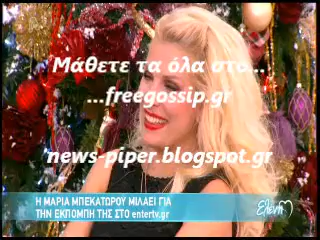 Μάθετε τα όλα στο...
...freegossip.gr
news-piper.blogspot.gr
Η ΜΑΡΙΑ ΜΠΕΚΑΤΩΡΟΥ ΜΙΛΑΕΙ ΓΙΑ
ΤΗΝ ΕΚΠΟΜΠΗ ΤΗΣ ΣΤΟ entertv.gr
Ελένη